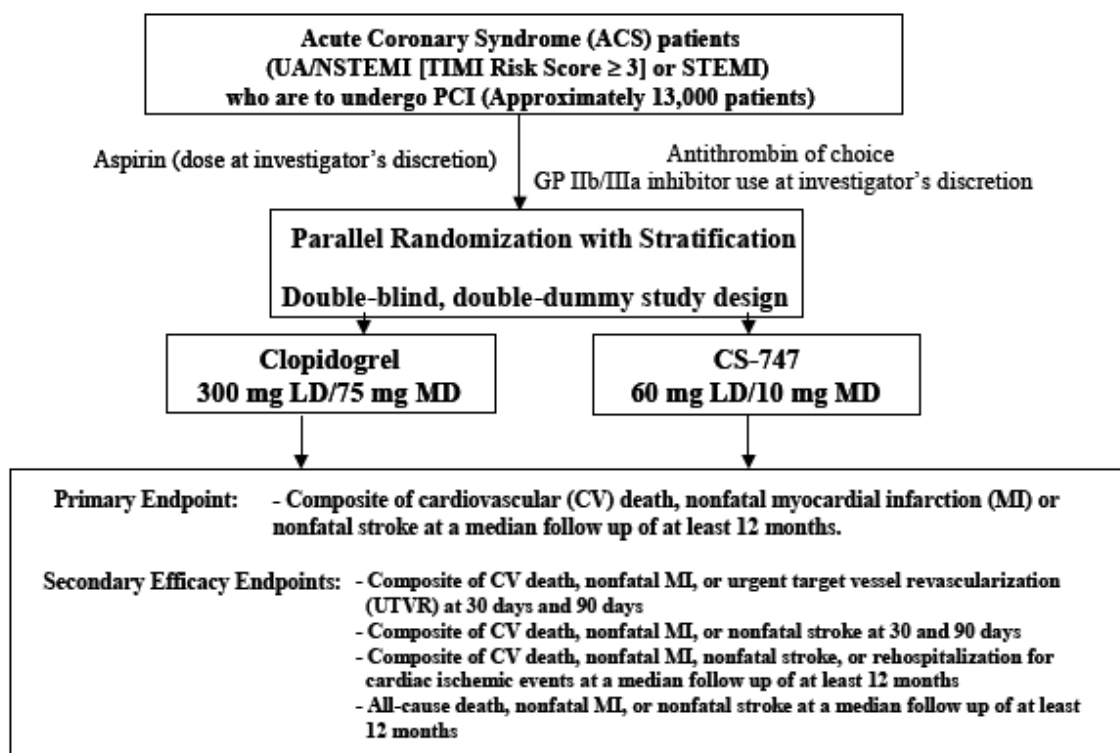 Acute Coronary Syndrome (ACS) patients
(UA/NSTEMI [TIMI Risk Score ≥ 3] or STEMI)
who are to undergo PCI (Approximately 13,000 patients)
Aspirin (dose at investigator's discretion)
Antithrombin of choice
GP IIb/IIIa inhibitor use at investigator's discretion
Parallel Randomization with Stratification
Double-blind, double-dummy study design
Clopidogrel
300 mg LD/75 mg MD
CS-747
60 mg LD/10 mg MD
Primary Endpoint: - Composite of cardiovascular (CV) death, nonfatal myocardial infarction (MI) or
nonfatal stroke at a median follow up of at least 12 months.
Secondary Efficacy Endpoints: - Composite of CV death, nonfatal MI, or urgent target vessel revascularization
(UTVR) at 30 days and 90 days
- Composite of CV death, nonfatal MI, or nonfatal stroke at 30 and 90 days
- Composite of CV death, nonfatal MI, nonfatal stroke, or rehospitalization for
cardiac ischemic events at a median follow up of at least 12 months
- All-cause death, nonfatal MI, or nonfatal stroke at a median follow up of at least
12 months